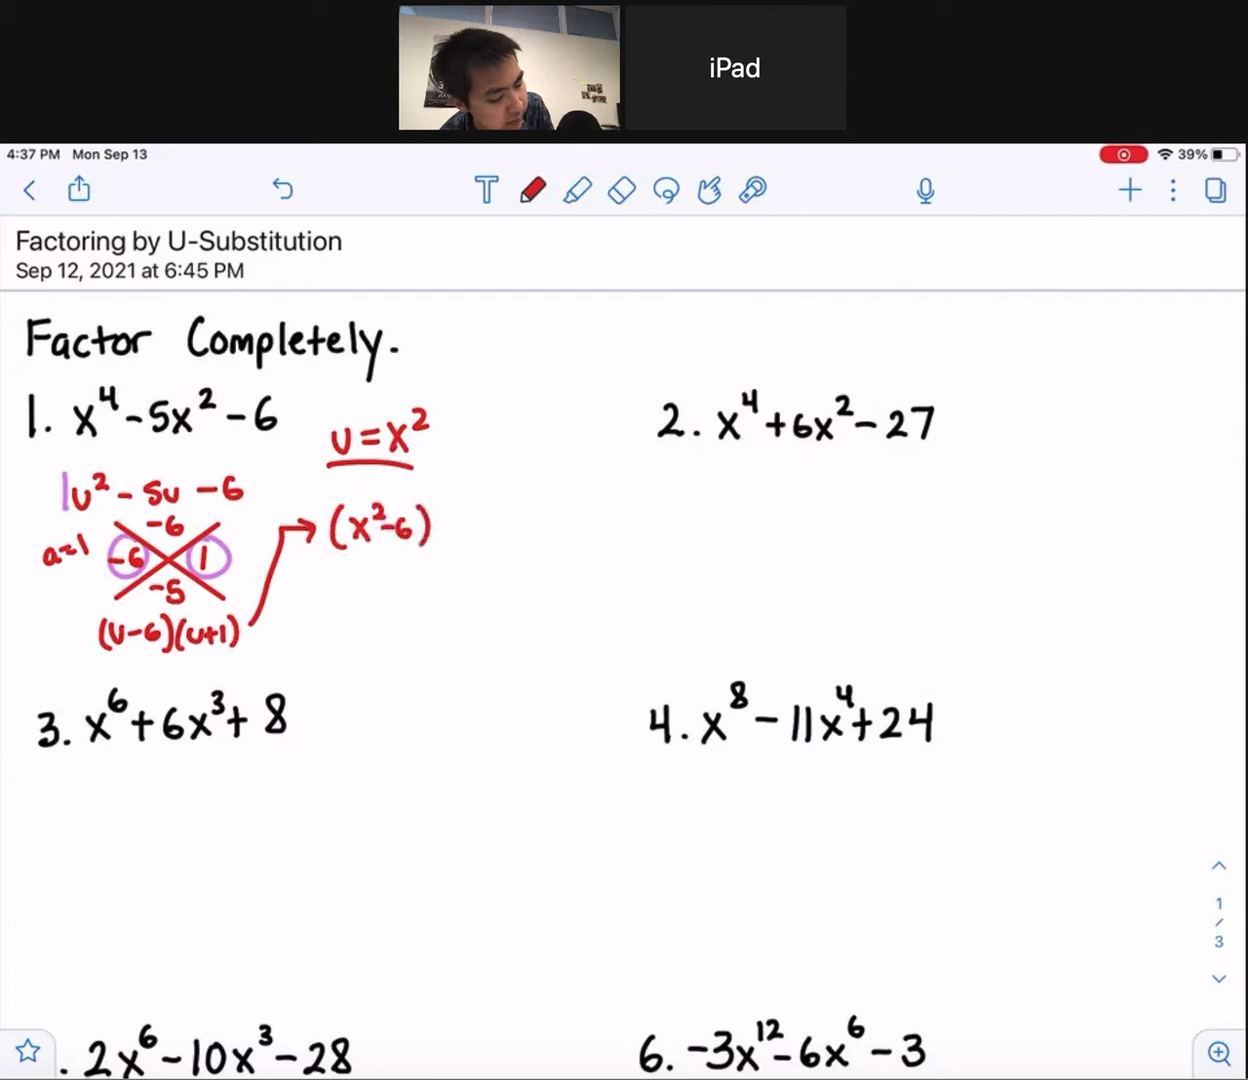 iPad
4:37 PM Mon Sep 13
39%
Factoring by U-Substitution
Sep 12, 2021 at 6:45 PM
Factor Completely.
1. x⁴-5x²-6
u=x²
1u²-5u-6
-6
a=1
-6 1
-5
(u-6)(u+1)
(x²-6)
2. x⁴+6x²-27
3. x⁶+6x³+8
4. x⁸-11x⁴+24
1
/
3
. 2x⁶-10x³-28
6. -3x¹²-6x⁶-3